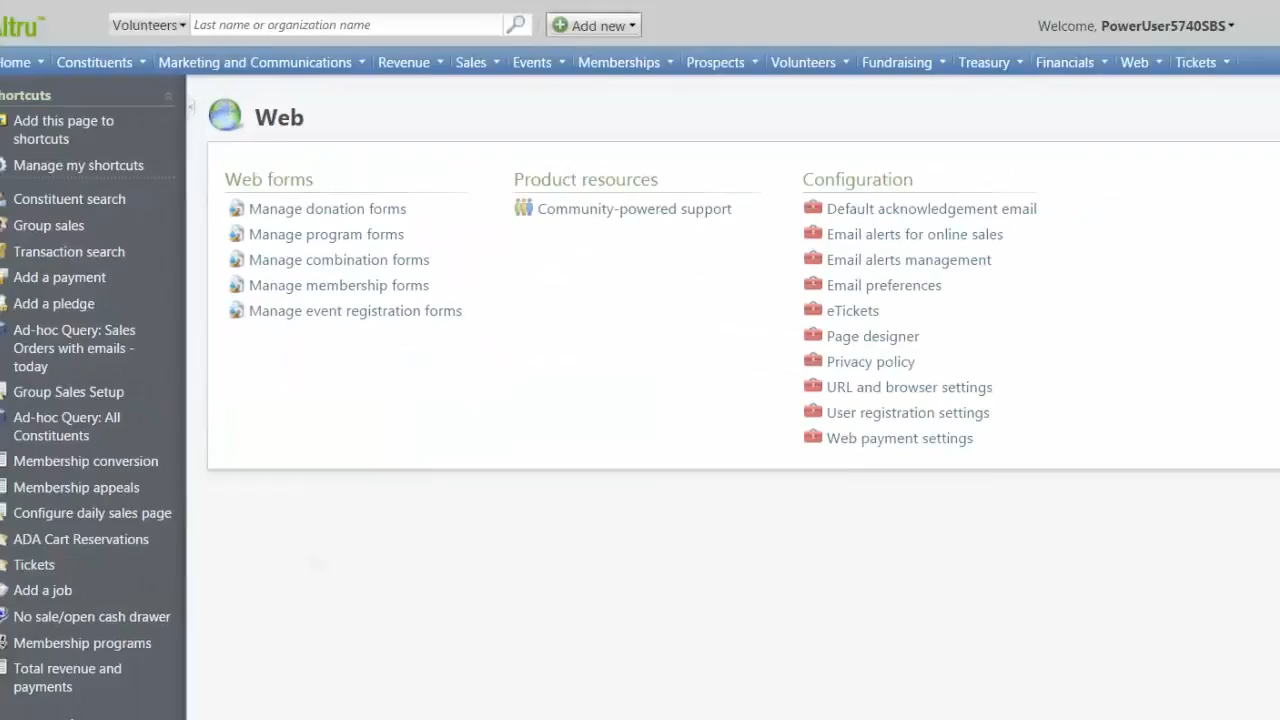 ltru™
Volunteers
Last name or organization name
Add new
Welcome, PowerUser5740SBS
ome
Constituents
Marketing and Communications
Revenue
Sales
Events
Memberships
Prospects
Volunteers
Fundraising
Treasury
Financials
Web
Tickets
hortcuts
Add this page to
shortcuts
Manage my shortcuts
Constituent search
Group sales
Transaction search
Add a payment
Add a pledge
Ad-hoc Query: Sales
Orders with emails -
today
Group Sales Setup
Ad-hoc Query: All
Constituents
Membership conversion
Membership appeals
Configure daily sales page
ADA Cart Reservations
Tickets
Add a job
No sale/open cash drawer
Membership programs
Total revenue and
payments
Web
Web forms
Manage donation forms
Manage program forms
Manage combination forms
Manage membership forms
Manage event registration forms
Product resources
Community-powered support
Configuration
Default acknowledgement email
Email alerts for online sales
Email alerts management
Email preferences
eTickets
Page designer
Privacy policy
URL and browser settings
User registration settings
Web payment settings